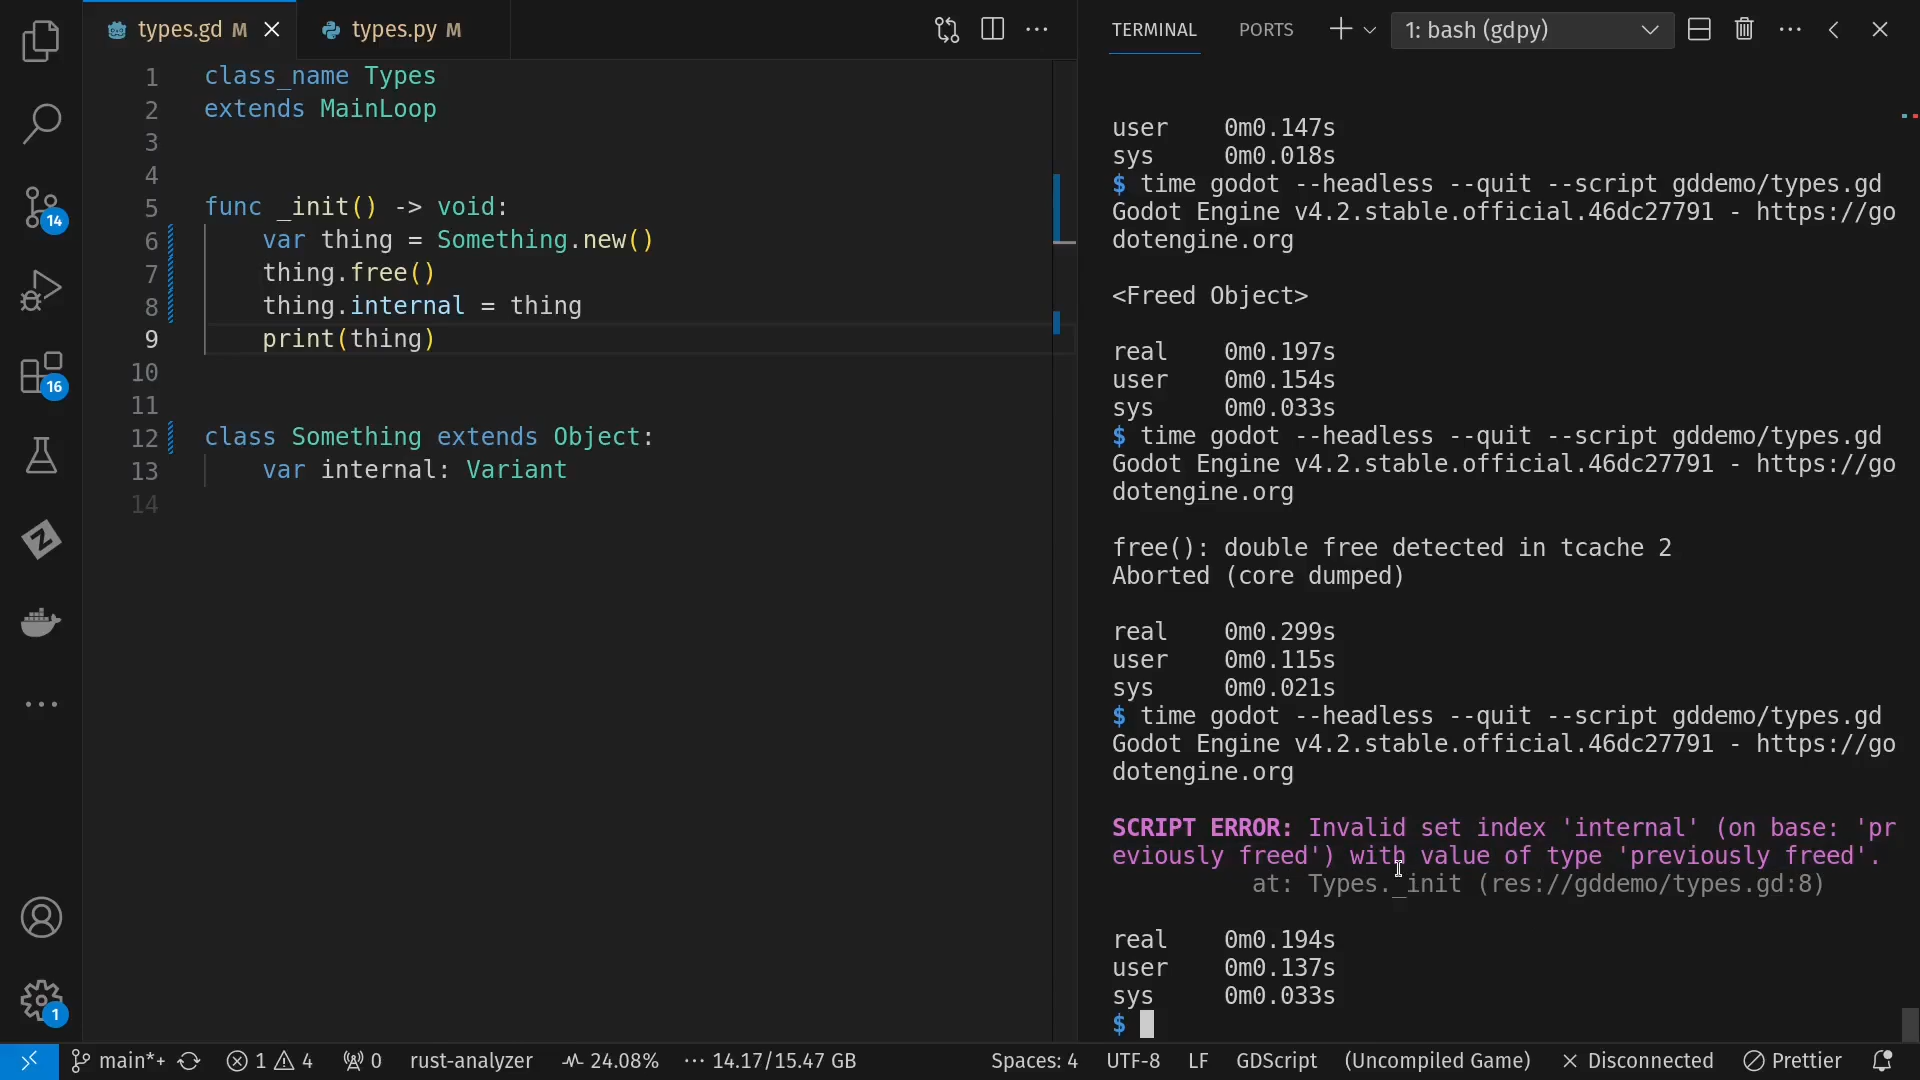 types.gd M
types.py M
TERMINAL
PORTS
1: bash (gdpy)
1 class_name Types
2 extends MainLoop
3
4
5 func _init() -> void:
6 var thing = Something.new()
7 thing.free()
8 thing.internal = thing
9 print(thing)
10
11
12 class Something extends Object:
13 var internal: Variant
14
14
16
1
user 0m0.147s
sys 0m0.018s
$ time godot --headless --quit --script gddemo/types.gd
Godot Engine v4.2.stable.official.46dc27791 - https://go
dotengine.org
<Freed Object>
real 0m0.197s
user 0m0.154s
sys 0m0.033s
$ time godot --headless --quit --script gddemo/types.gd
Godot Engine v4.2.stable.official.46dc27791 - https://go
dotengine.org
free(): double free detected in tcache 2
Aborted (core dumped)
real 0m0.299s
user 0m0.115s
sys 0m0.021s
$ time godot --headless --quit --script gddemo/types.gd
Godot Engine v4.2.stable.official.46dc27791 - https://go
dotengine.org
SCRIPT ERROR: Invalid set index 'internal' (on base: 'pr
eviously freed') with value of type 'previously freed'.
at: Types._init (res://gddemo/types.gd:8)
real 0m0.194s
user 0m0.137s
sys 0m0.033s
$
main*+ 1 4 0 rust-analyzer 24.08% ··· 14.17/15.47 GB Spaces: 4 UTF-8 LF GDScript (Uncompiled Game) Disconnected Prettier